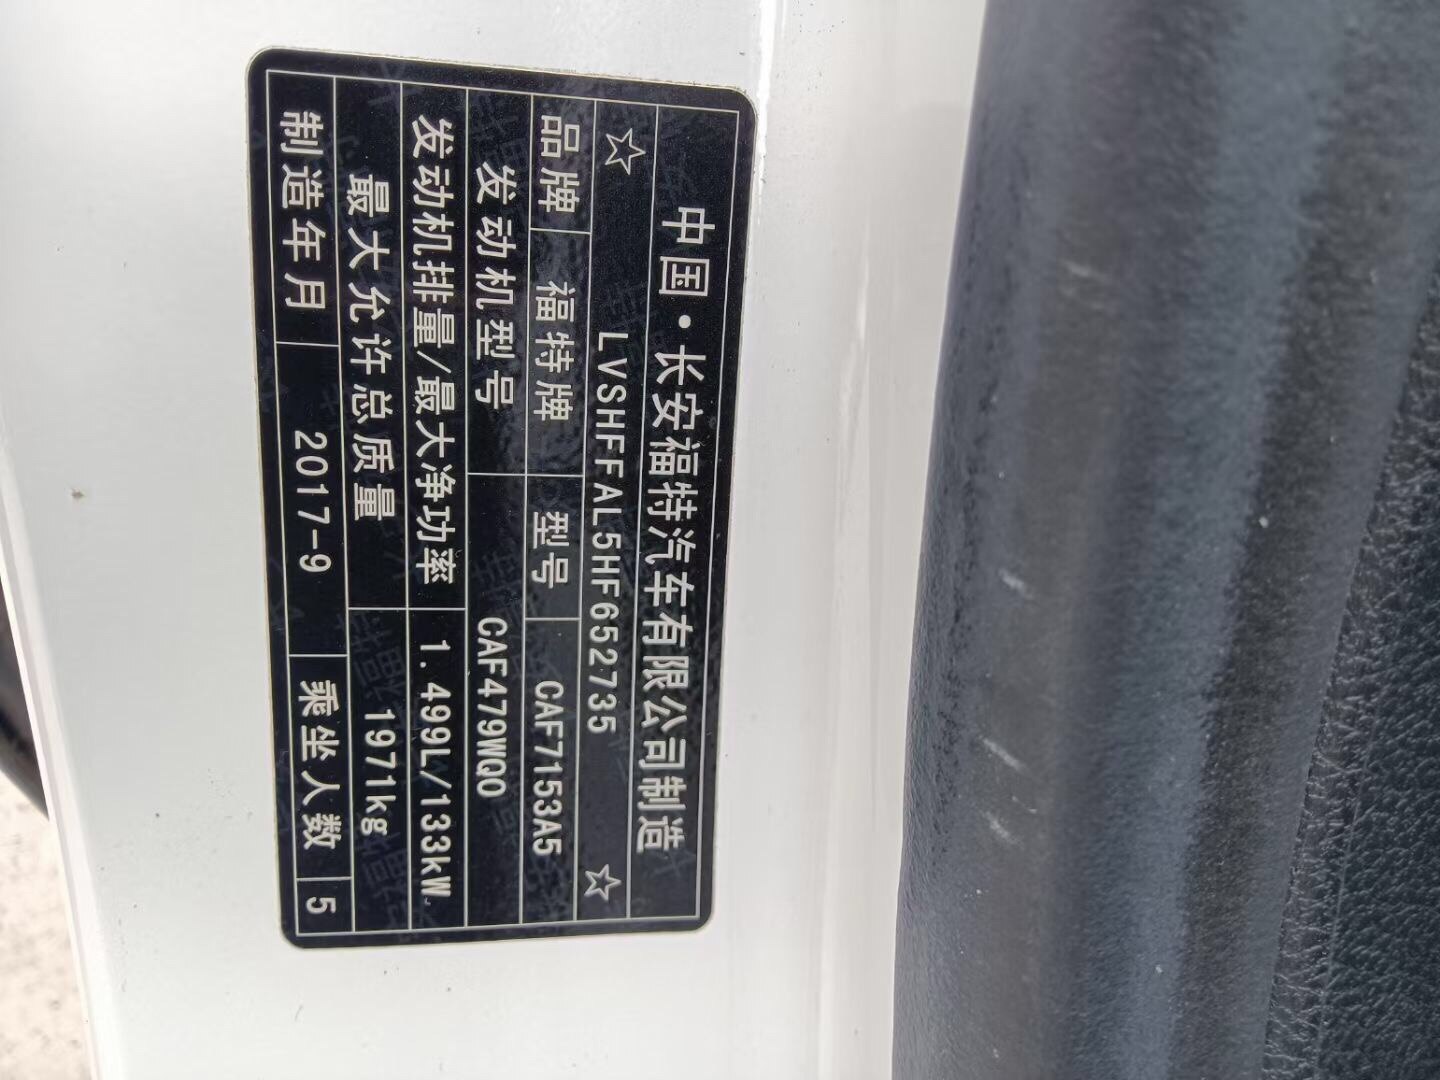 中国·长安福特汽车有限公司制造
☆ LVSHFFAL5HF652735 ☆
品牌 福特牌 型号 CAF7153A5
发动机型号 CAF479WQ0
发动机排量/最大净功率 1.499L/133kW
最大允许总质量 1971kg
制造年月 2017-9 乘坐人数 5